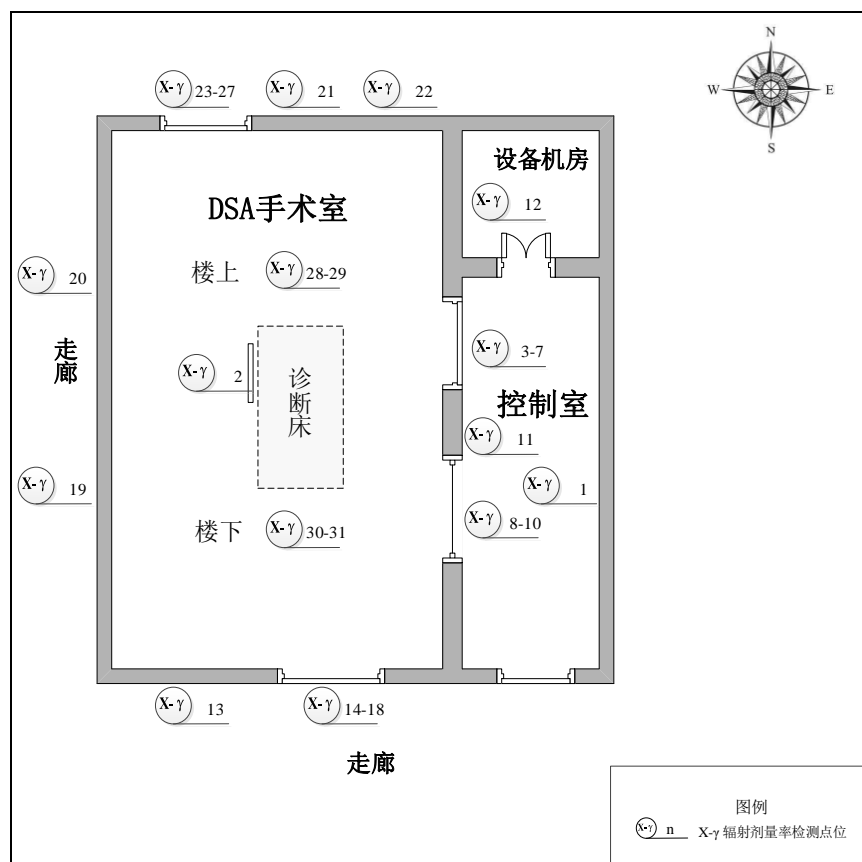 N
W
E
S
X-γ 23-27
X-γ 21
X-γ 22
设备机房
X-γ 12
DSA手术室
楼上
X-γ 28-29
X-γ 20
走廊
X-γ 2
诊断床
X-γ 3-7
控制室
X-γ 11
X-γ 19
X-γ 1
楼下
X-γ 30-31
X-γ 8-10
X-γ 13
X-γ 14-18
走廊
图例
X-γ n X-γ 辐射剂量率检测点位